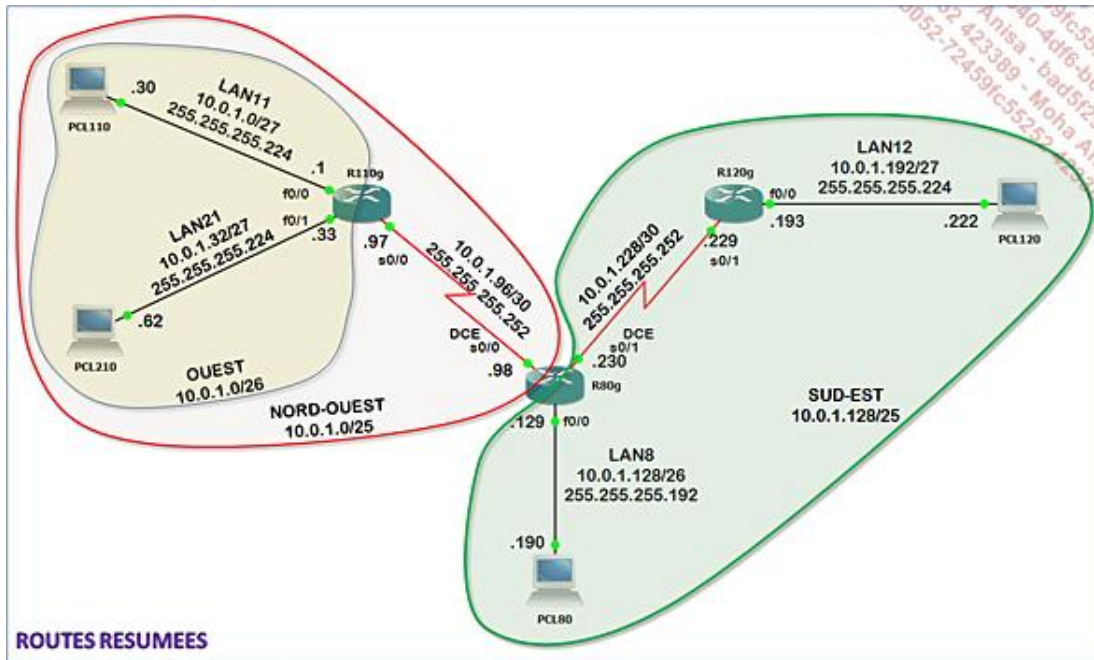 .30
PCL110
LAN11
10.0.1.0/27
255.255.255.224
.1
f0/0
R110g
f0/1
.33
LAN21
10.0.1.32/27
255.255.255.224
.62
PCL210
.97
s0/0
10.0.1.96/30
255.255.255.252
DCE
s0/0
.98
OUEST
10.0.1.0/26
NORD-OUEST
10.0.1.0/25
R120g
f0/0
.193
LAN12
10.0.1.192/27
255.255.255.224
.222
PCL120
.229
s0/1
10.0.1.228/30
255.255.255.252
DCE
s0/1
.230
R80g
.129
f0/0
LAN8
10.0.1.128/26
255.255.255.192
.190
PCL80
SUD-EST
10.0.1.128/25
ROUTES RESUMEES
Anisa - bad5f2
62 423389 - Moha An